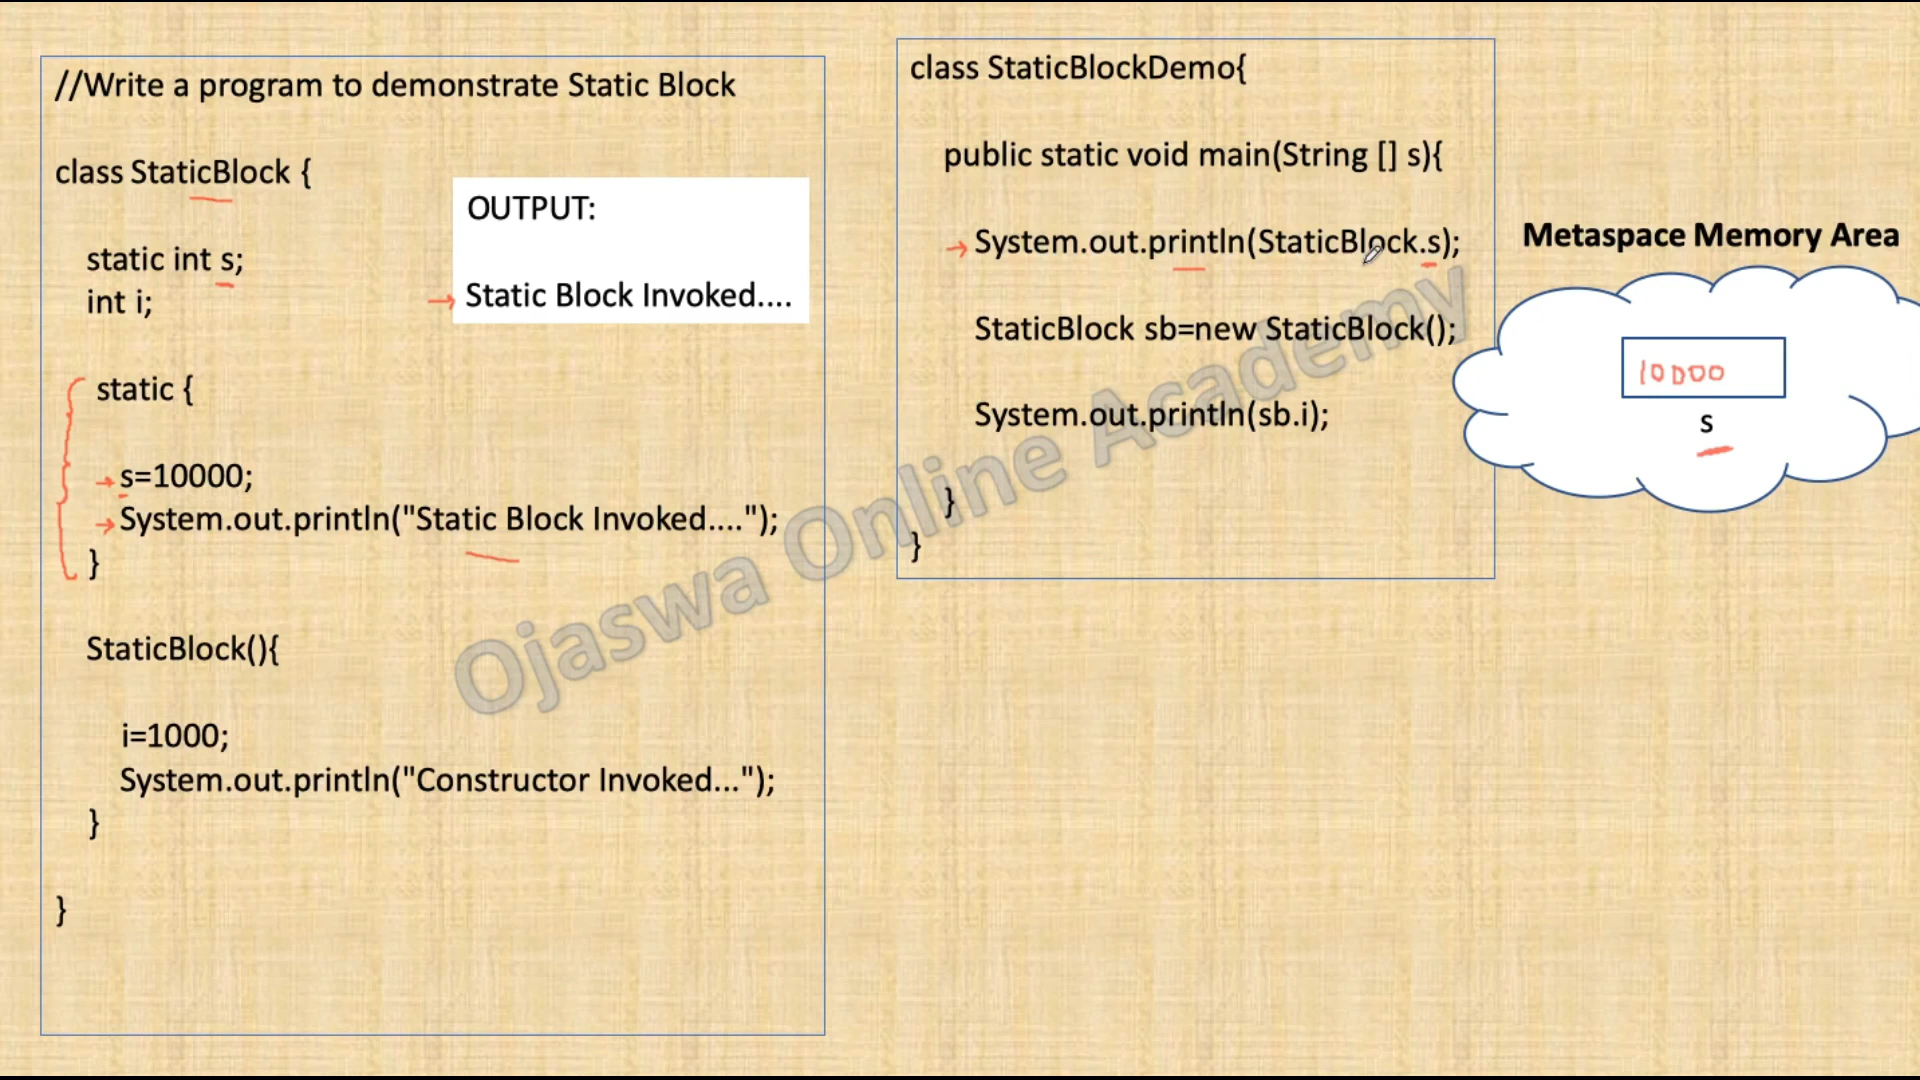 //Write a program to demonstrate Static Block
class StaticBlock {
static int s;
int i;
static {
s=10000;
System.out.println("Static Block Invoked....");
}
StaticBlock(){
i=1000;
System.out.println("Constructor Invoked...");
}
}
OUTPUT:
Static Block Invoked....
class StaticBlockDemo{
public static void main(String [] s){
System.out.println(StaticBlock.s);
StaticBlock sb=new StaticBlock();
System.out.println(sb.i);
}
}
Metaspace Memory Area
10000
s
Ojaswa Online Academy